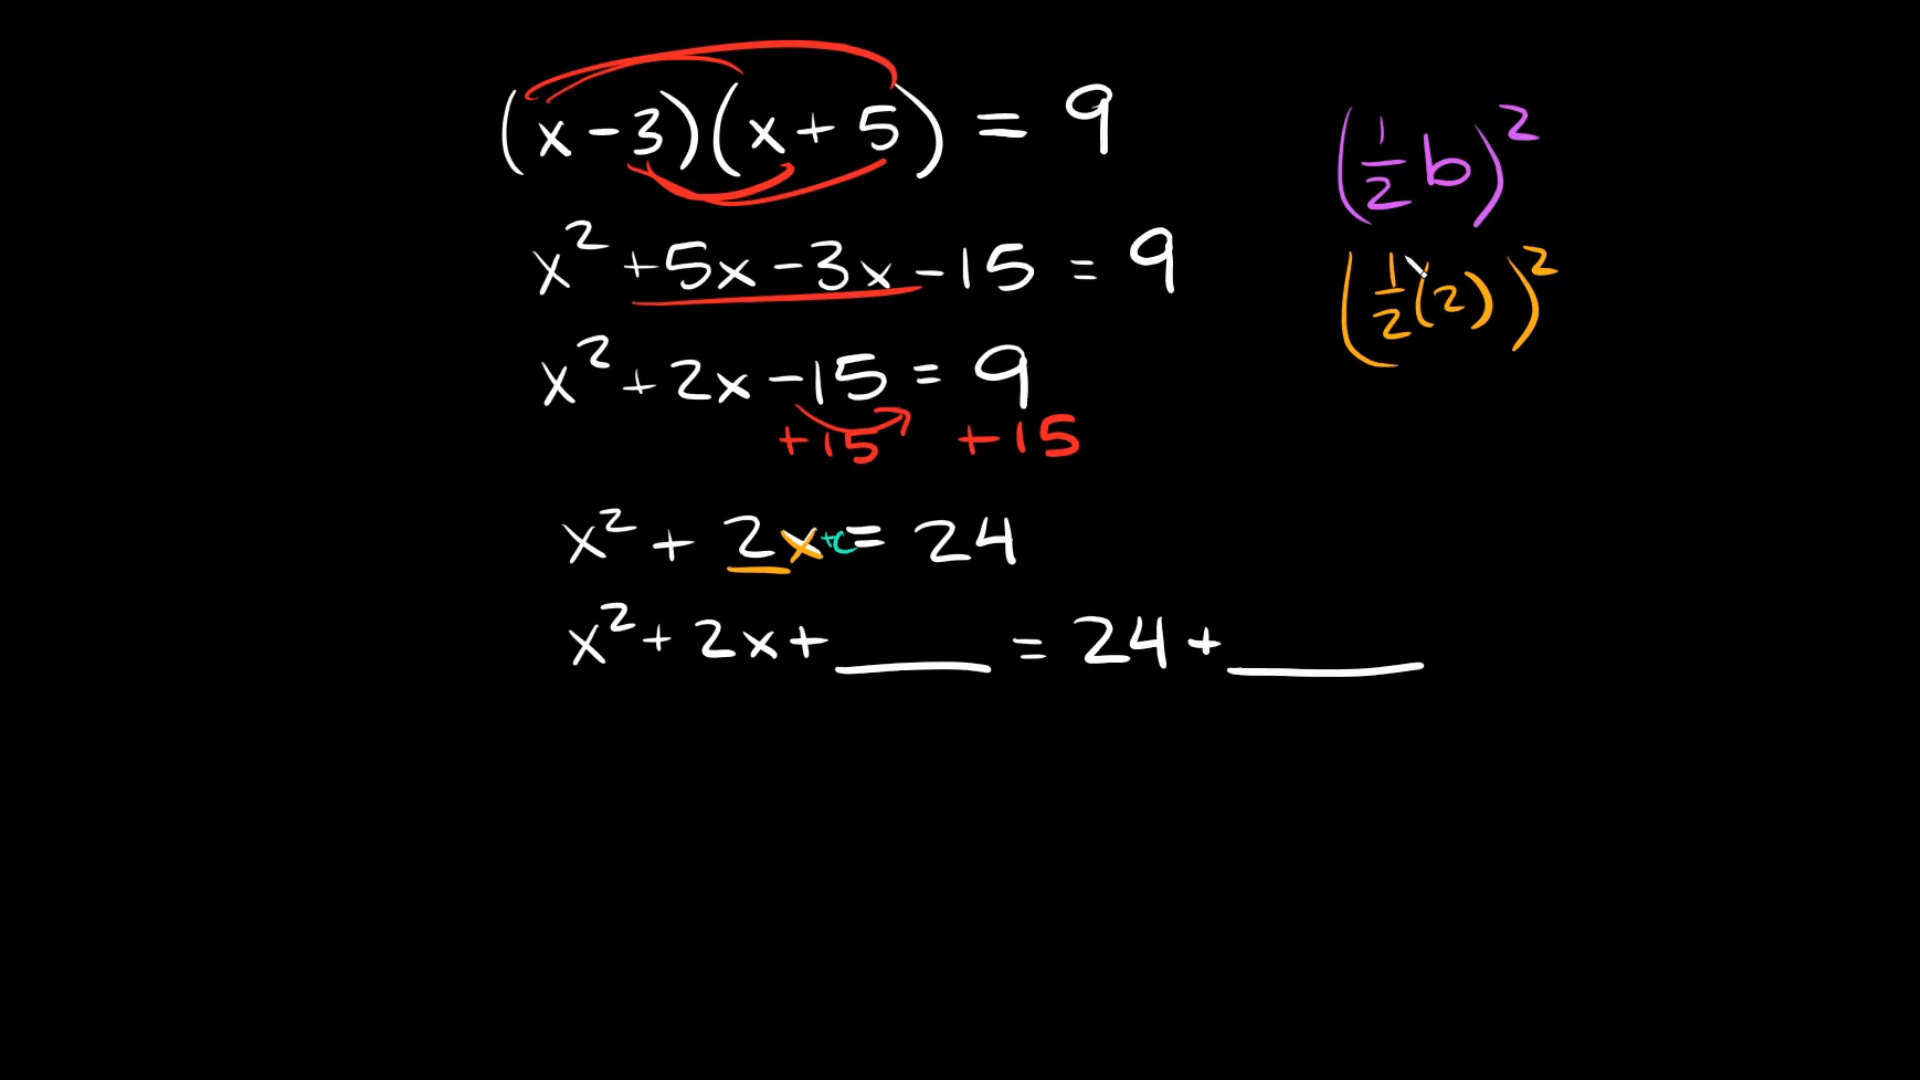 (x-3)(x+5) = 9
x² +5x-3x-15 = 9
x² +2x-15 = 9
+15 +15
x² + 2x+c= 24
x² + 2x+____ = 24+____
(1/2 b)²
(1/2(2))²